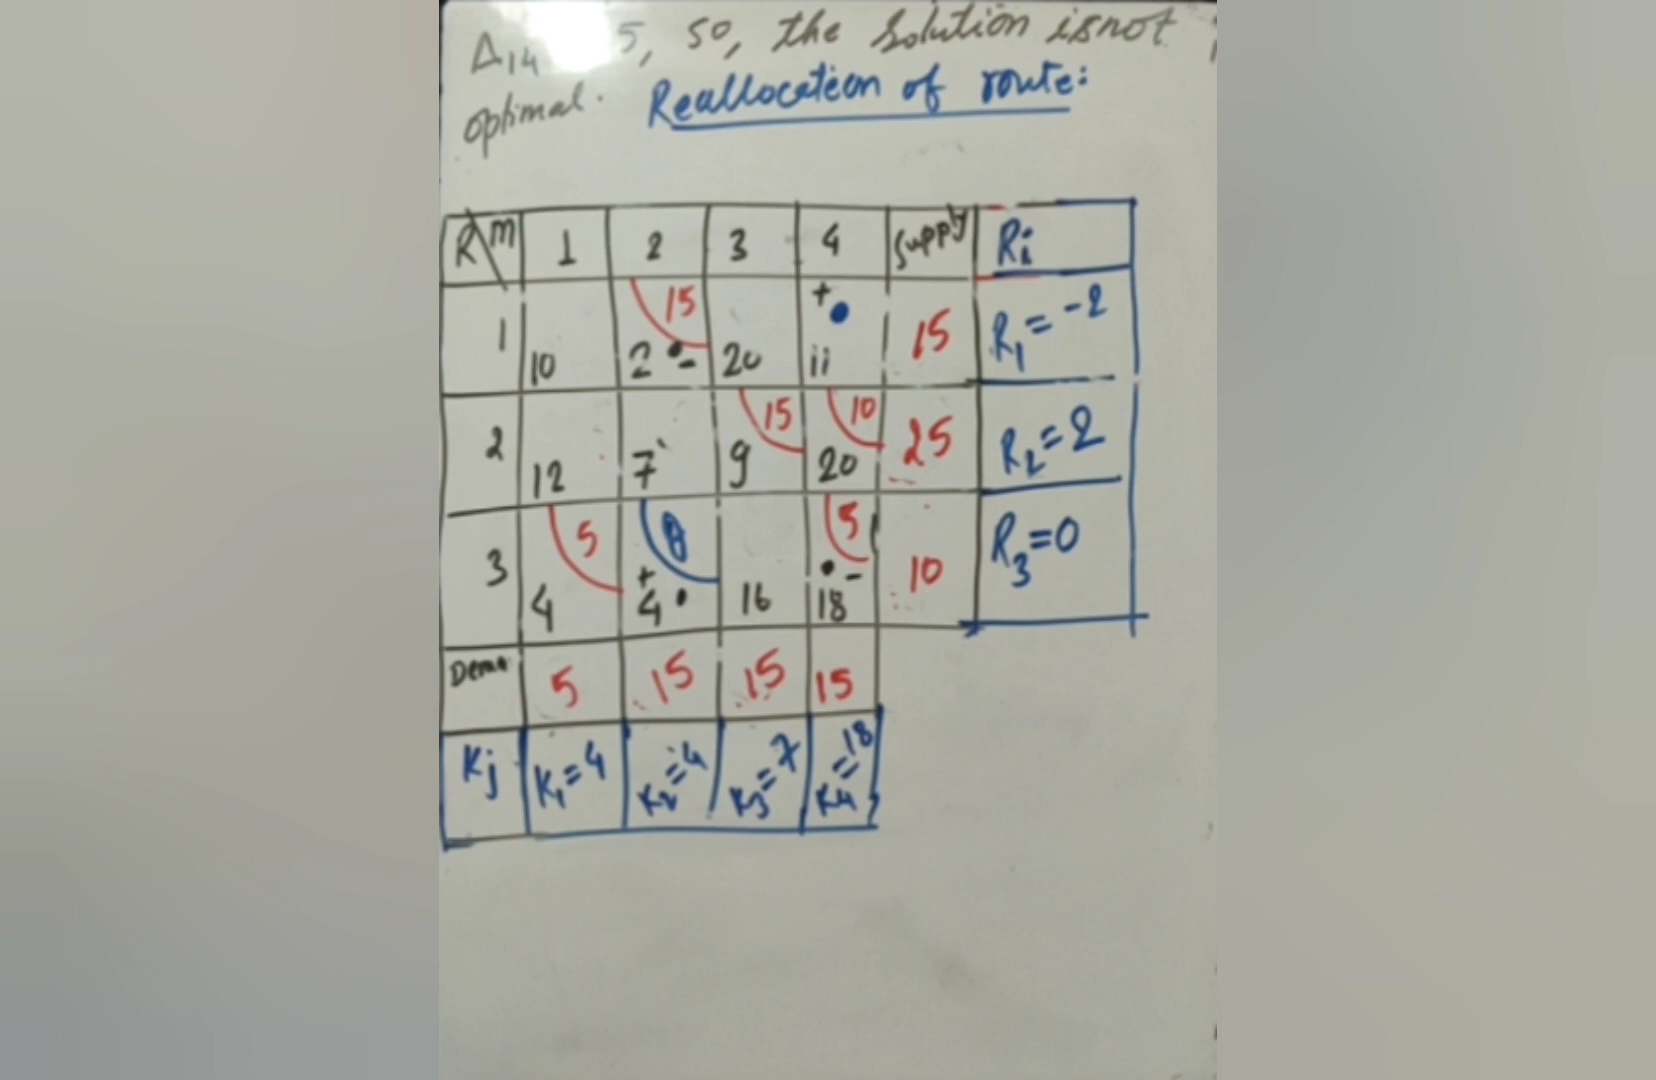 Δ14 5, so, the solution is not
optimal. Reallocation of route:
R m 1 2 3 4 Supply Ri
1 10 15 2 - 20 + 11 15 R1 = -2
2 12 7 15 9 10 20 25 R2 = 2
3 5 4 θ + 4 16 5 - 18 10 R3 = 0
Dem. 5 15 15 15
Kj K1 = 4 K2 = 4 K3 = 7 K4 = 18